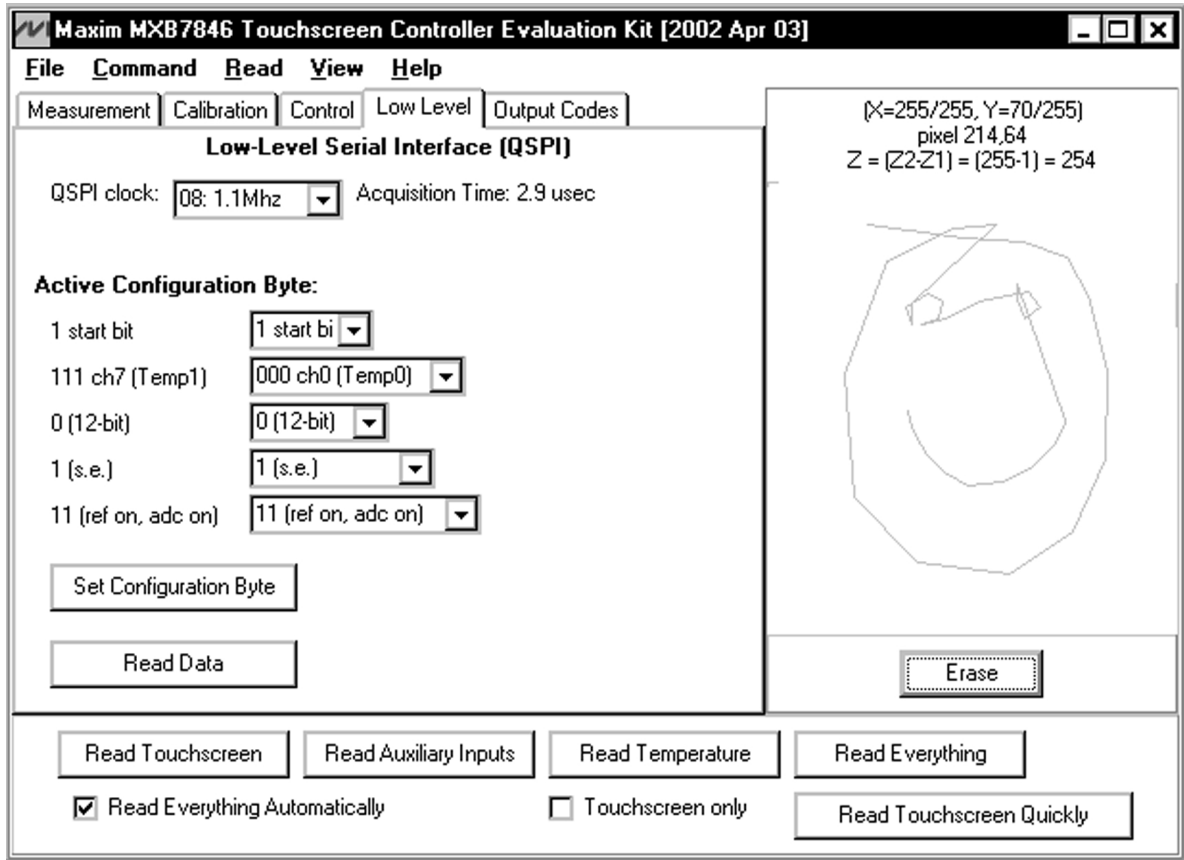 Maxim MXB7846 Touchscreen Controller Evaluation Kit [2002 Apr 03]
File Command Read View Help
Measurement Calibration Control Low Level Output Codes
Low-Level Serial Interface (QSPI)
QSPI clock: 08: 1.1Mhz Acquisition Time: 2.9 usec
Active Configuration Byte:
1 start bit 1 start bi
111 ch7 (Temp1) 000 ch0 (Temp0)
0 (12-bit) 0 (12-bit)
1 (s.e.) 1 (s.e.)
11 (ref on, adc on) 11 (ref on, adc on)
Set Configuration Byte
Read Data
(X=255/255, Y=70/255)
pixel 214,64
Z = (Z2-Z1) = (255-1) = 254
Erase
Read Touchscreen Read Auxiliary Inputs Read Temperature Read Everything
Read Everything Automatically Touchscreen only Read Touchscreen Quickly